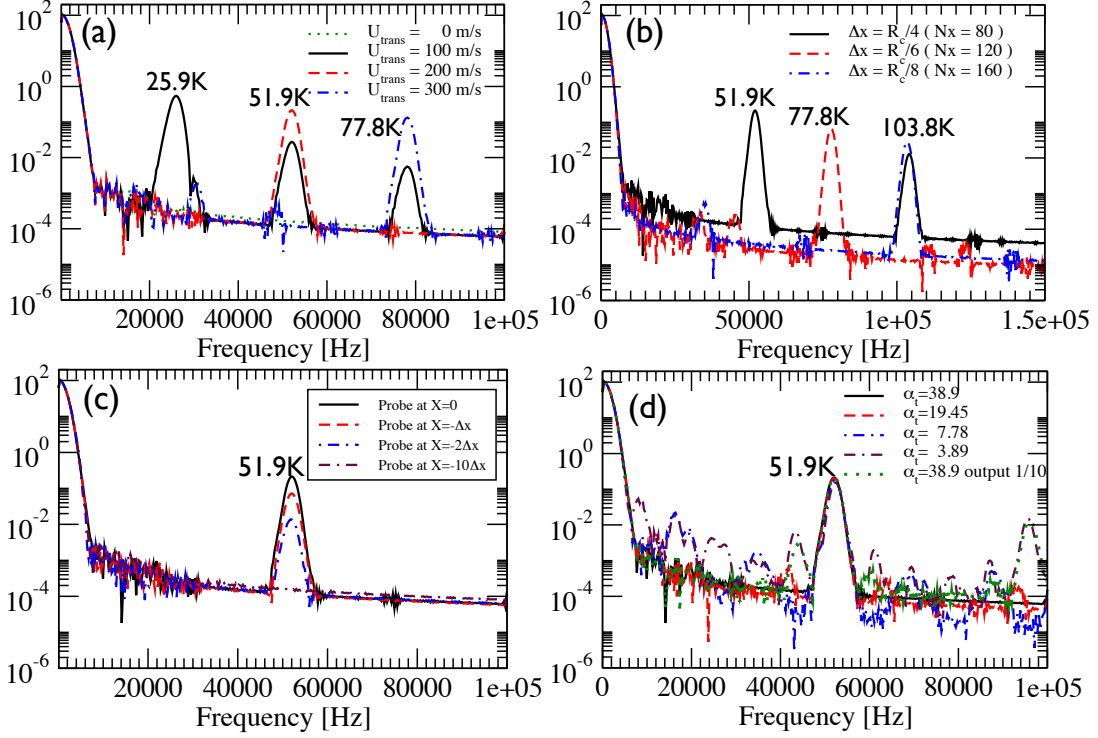 (a)
U_trans = 0 m/s
U_trans = 100 m/s
U_trans = 200 m/s
U_trans = 300 m/s
25.9K
51.9K
77.8K
10^2
10^0
10^-2
10^-4
10^-6
20000 40000 60000 80000 1e+05
Frequency [Hz]
(b)
Δx = R_c/4 ( Nx = 80 )
Δx = R_c/6 ( Nx = 120 )
Δx = R_c/8 ( Nx = 160 )
51.9K
77.8K
103.8K
10^2
10^0
10^-2
10^-4
10^-6
0 50000 1e+05 1.5e+05
Frequency [Hz]
(c)
Probe at X=0
Probe at X=-Δx
Probe at X=-2Δx
Probe at X=-10Δx
51.9K
10^2
10^0
10^-2
10^-4
10^-6
20000 40000 60000 80000 1e+05
Frequency [Hz]
(d)
α_t=38.9
α_t=19.45
α_t= 7.78
α_t= 3.89
α_t=38.9 output 1/10
51.9K
10^2
10^0
10^-2
10^-4
10^-6
0 20000 40000 60000 80000 1e+05
Frequency [Hz]